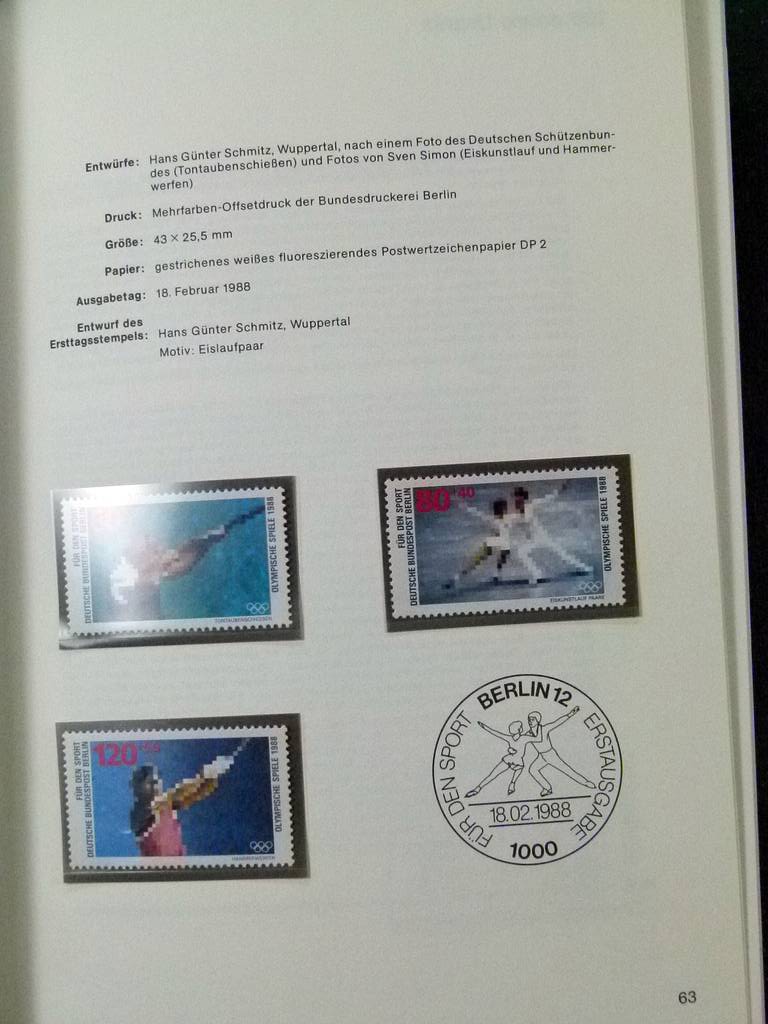 Entwürfe: Hans Günter Schmitz, Wuppertal, nach einem Foto des Deutschen Schützenbun-
des (Tontaubenschießen) und Fotos von Sven Simon (Eiskunstlauf und Hammer-
werfen)
Druck: Mehrfarben-Offsetdruck der Bundesdruckerei Berlin
Größe: 43 × 25,5 mm
Papier: gestrichenes weißes fluoreszierendes Postwertzeichenpapier DP 2
Ausgabetag: 18. Februar 1988
Entwurf des
Ersttagsstempels: Hans Günter Schmitz, Wuppertal
Motiv: Eislaufpaar
FÜR DEN SPORT
DEUTSCHE BUNDESPOST BERLIN
OLYMPISCHE SPIELE 1988
TONTAUBENSCHIESSEN
FÜR DEN SPORT
DEUTSCHE BUNDESPOST BERLIN
80+40
OLYMPISCHE SPIELE 1988
EISKUNSTLAUF PAARE
FÜR DEN SPORT
DEUTSCHE BUNDESPOST BERLIN
120+55
OLYMPISCHE SPIELE 1988
HAMMERWERFEN
BERLIN 12
FÜR DEN SPORT
ERSTAUSGABE
18.02.1988
1000
63